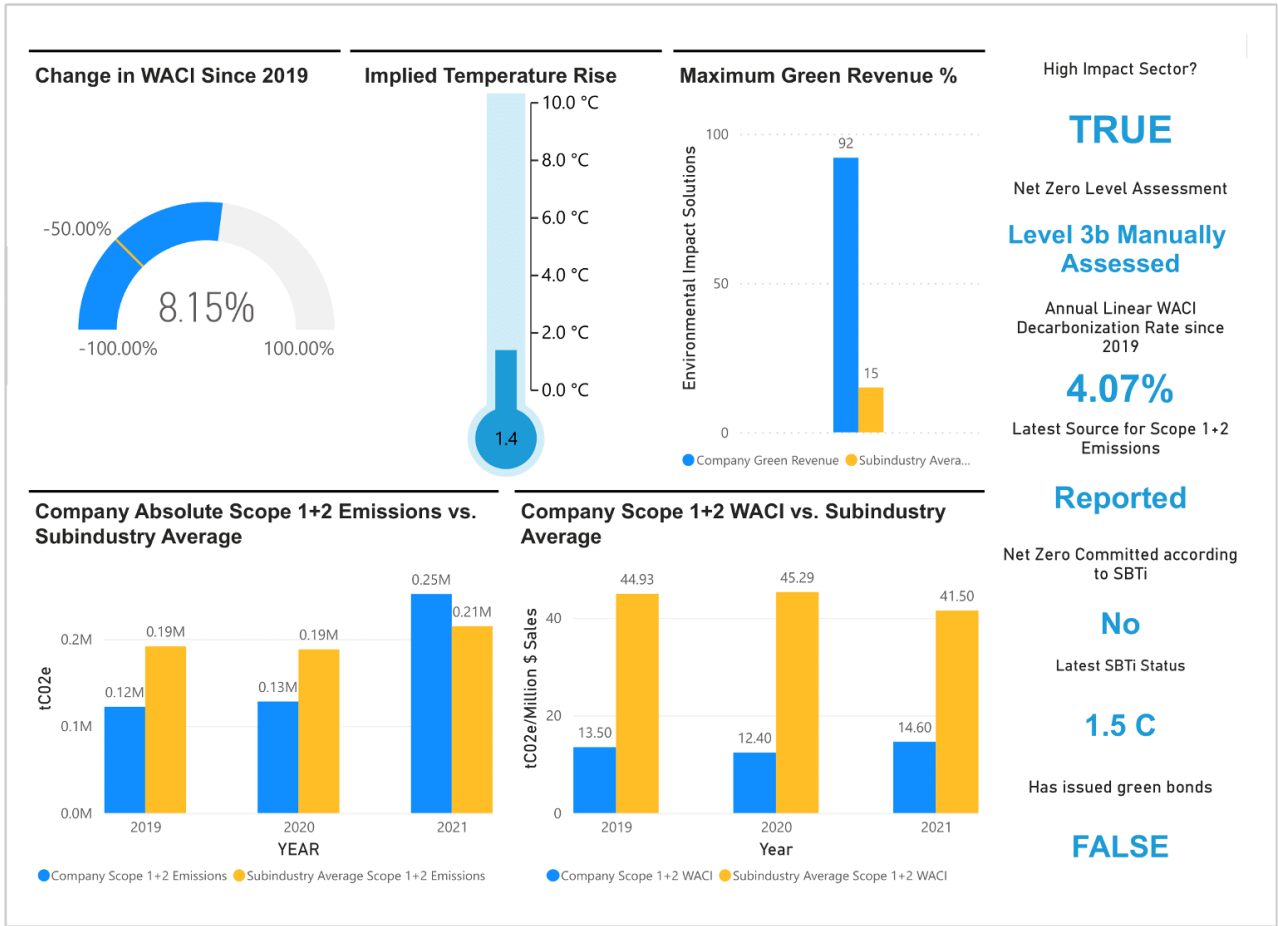 Change in WACI Since 2019
-50.00%
8.15%
-100.00%
100.00%
Implied Temperature Rise
10.0 °C
8.0 °C
6.0 °C
4.0 °C
2.0 °C
0.0 °C
1.4
Maximum Green Revenue %
Environmental Impact Solutions
100
50
0
92
15
Company Green Revenue
Subindustry Avera...
High Impact Sector?
TRUE
Net Zero Level Assessment
Level 3b Manually
Assessed
Annual Linear WACI
Decarbonization Rate since
2019
4.07%
Latest Source for Scope 1+2
Emissions
Reported
Net Zero Committed according
to SBTi
No
Latest SBTi Status
1.5 C
Has issued green bonds
FALSE
Company Absolute Scope 1+2 Emissions vs.
Subindustry Average
tC02e
0.2M
0.1M
0.0M
0.12M
0.19M
0.13M
0.19M
0.25M
0.21M
2019
2020
2021
YEAR
Company Scope 1+2 Emissions
Subindustry Average Scope 1+2 Emissions
Company Scope 1+2 WACI vs. Subindustry
Average
tC02e/Million $ Sales
40
20
0
13.50
44.93
12.40
45.29
14.60
41.50
2019
2020
2021
Year
Company Scope 1+2 WACI
Subindustry Average Scope 1+2 WACI